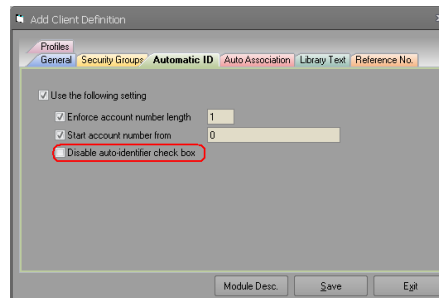 Add Client Definition
Profiles
General Security Groups Automatic ID Auto Association Library Text Reference No.
Use the following setting
Enforce account number length 1
Start account number from 0
Disable auto-identifier check box
Module Desc. Save Exit